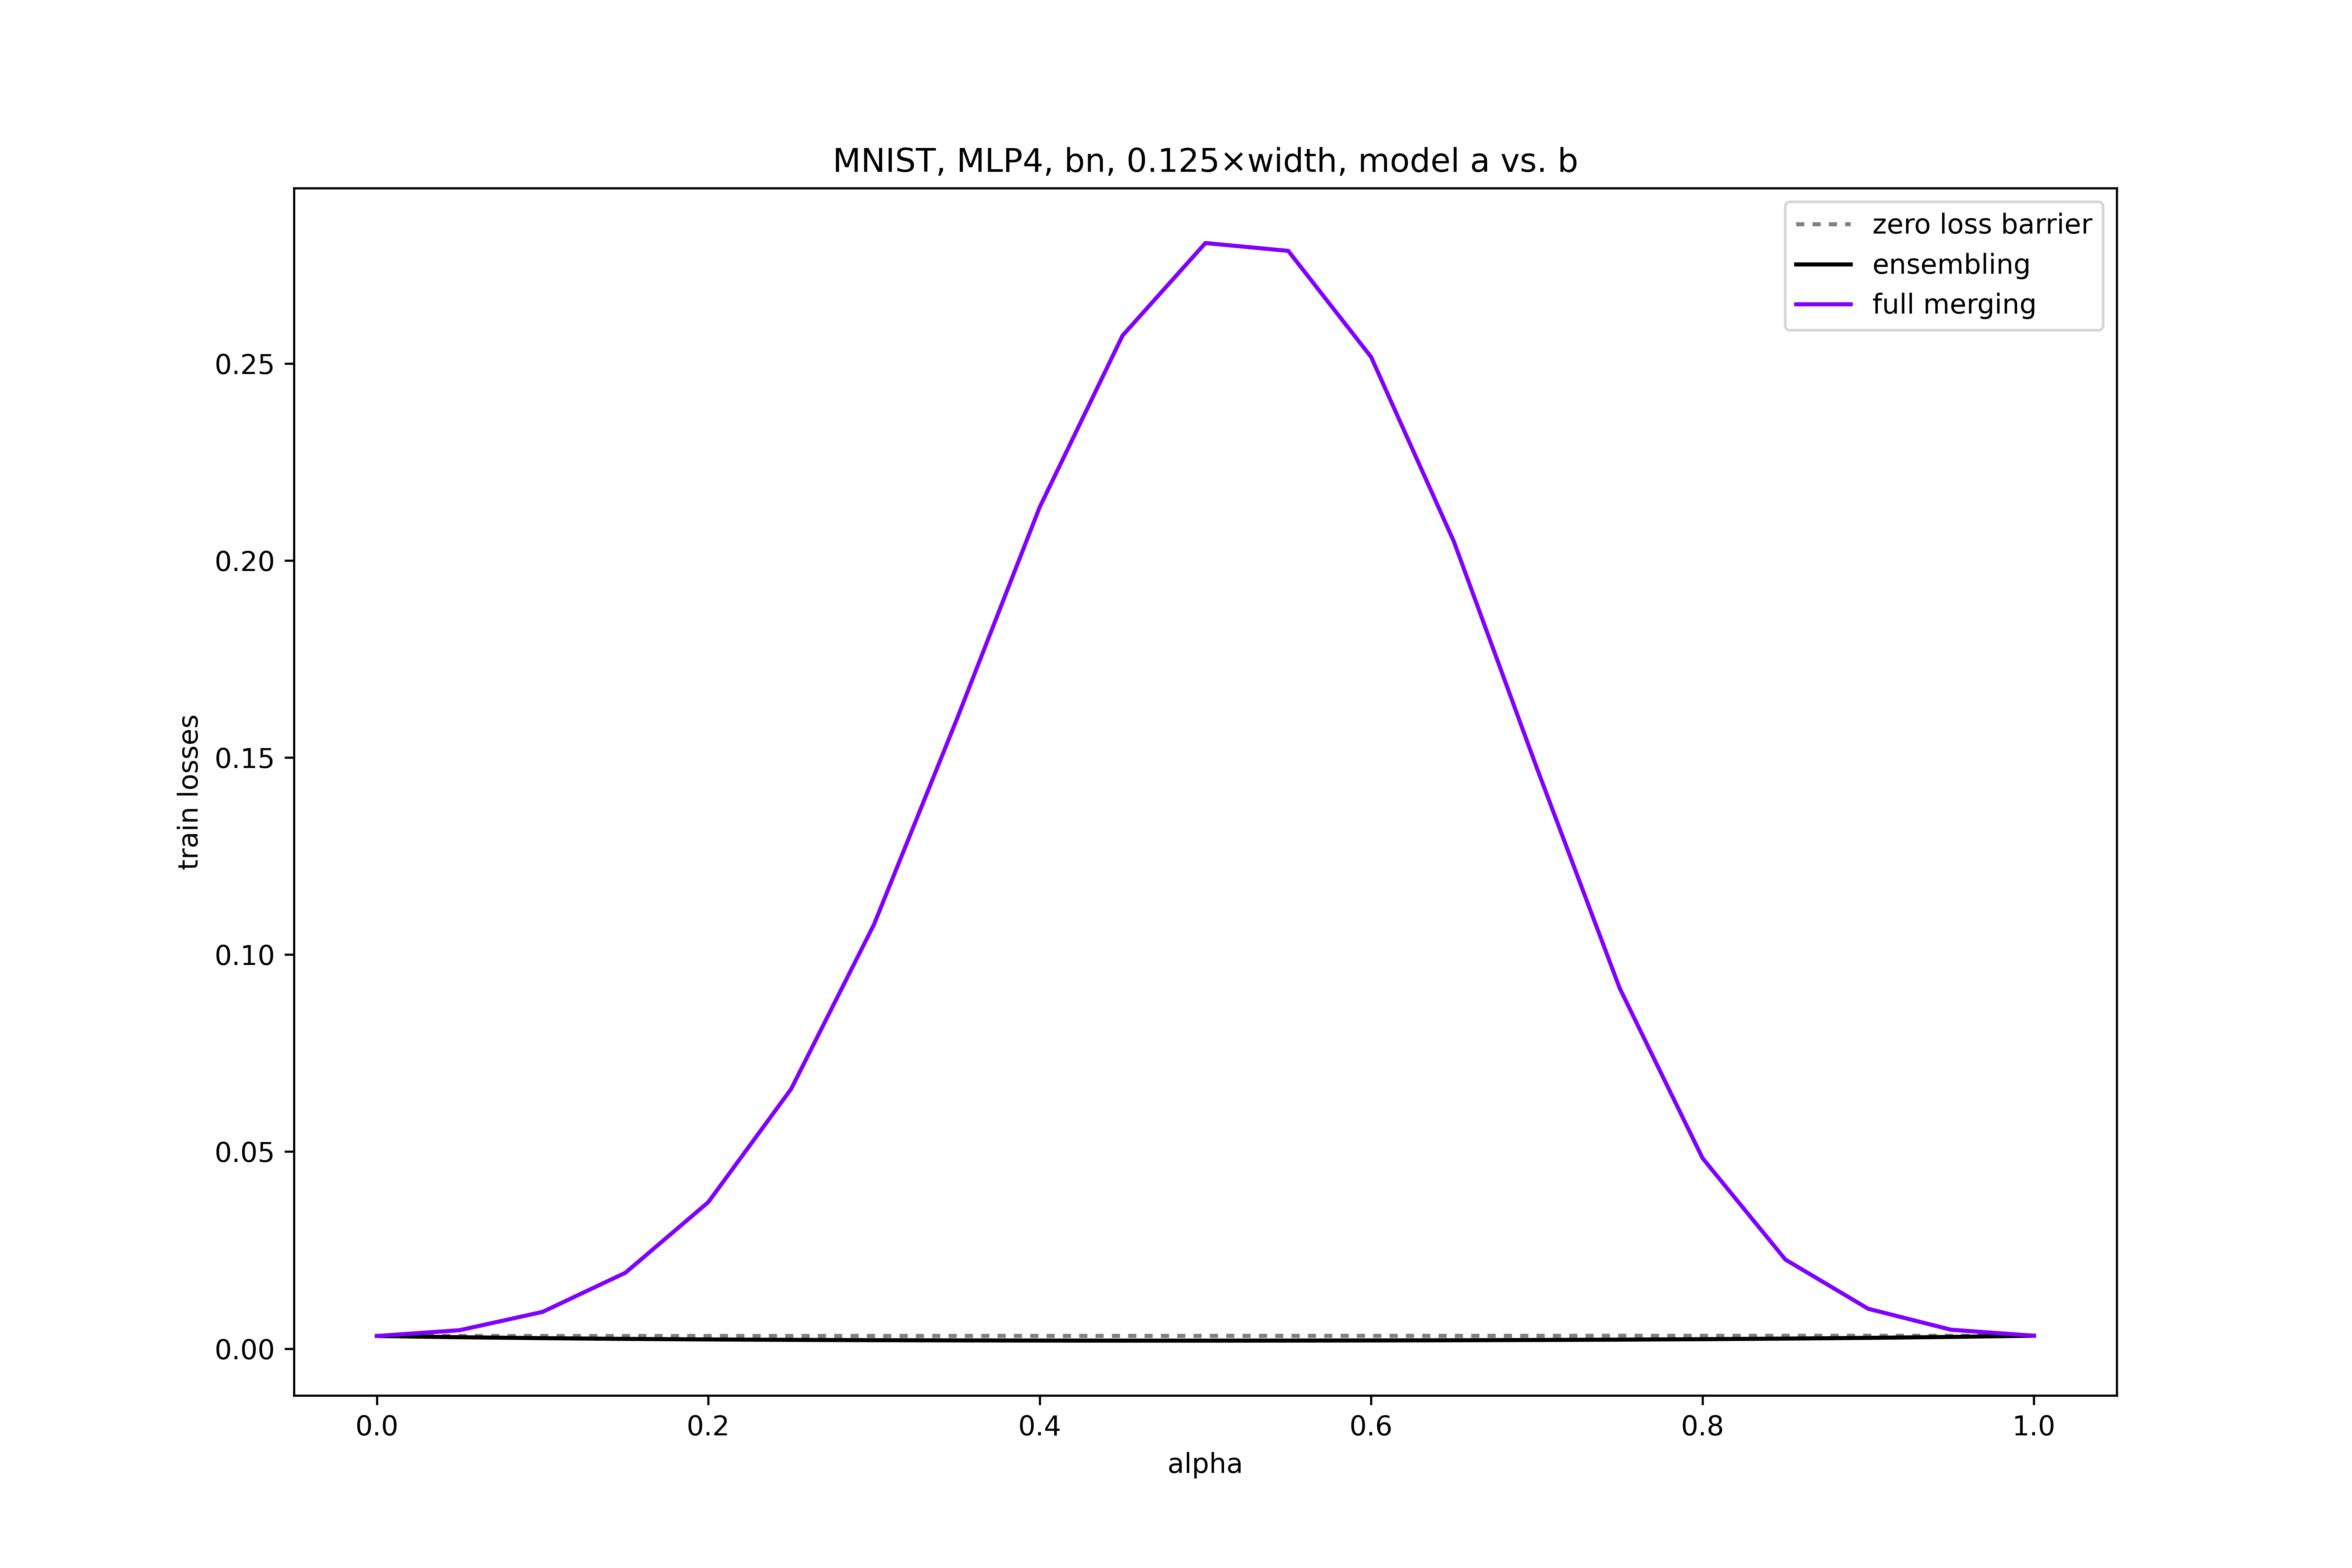 MNIST, MLP4, bn, 0.125×width, model a vs. b
zero loss barrier
ensembling
full merging
0.25
0.20
0.15
0.10
0.05
0.00
train losses
0.0 0.2 0.4 0.6 0.8 1.0
alpha